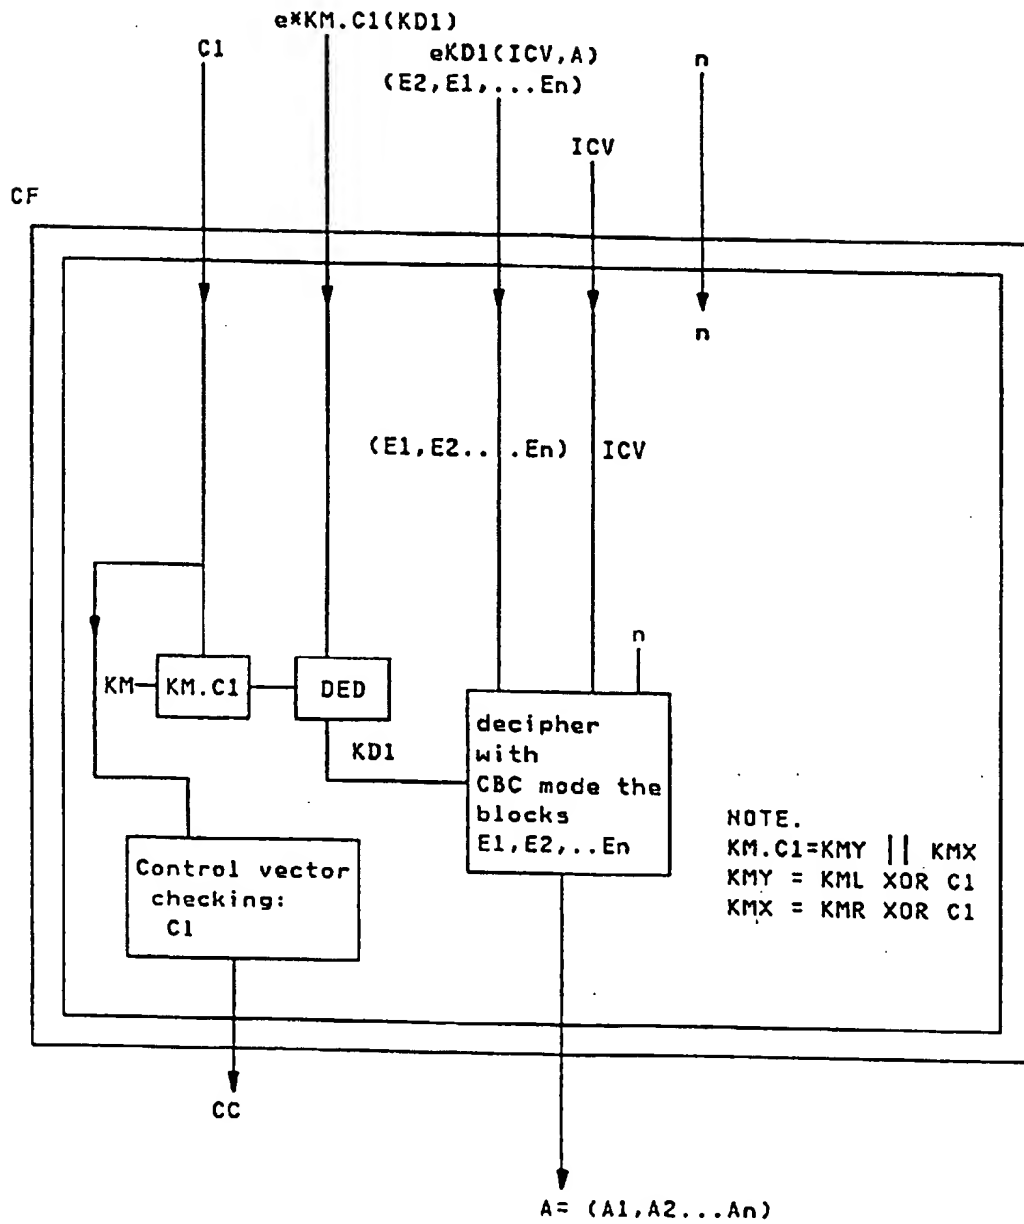 e*KM.C1(KD1)
C1
eKD1(ICV,A)
n
(E2,E1,...En)
ICV
CF
n
(E1,E2....En)
ICV
n
KM
KM.C1
DED
KD1
decipher
with
CBC mode the
blocks
E1,E2,..En
NOTE.
KM.C1=KMY || KMX
KMY = KML XOR C1
KMX = KMR XOR C1
Control vector
checking:
C1
CC
A= (A1,A2...An)